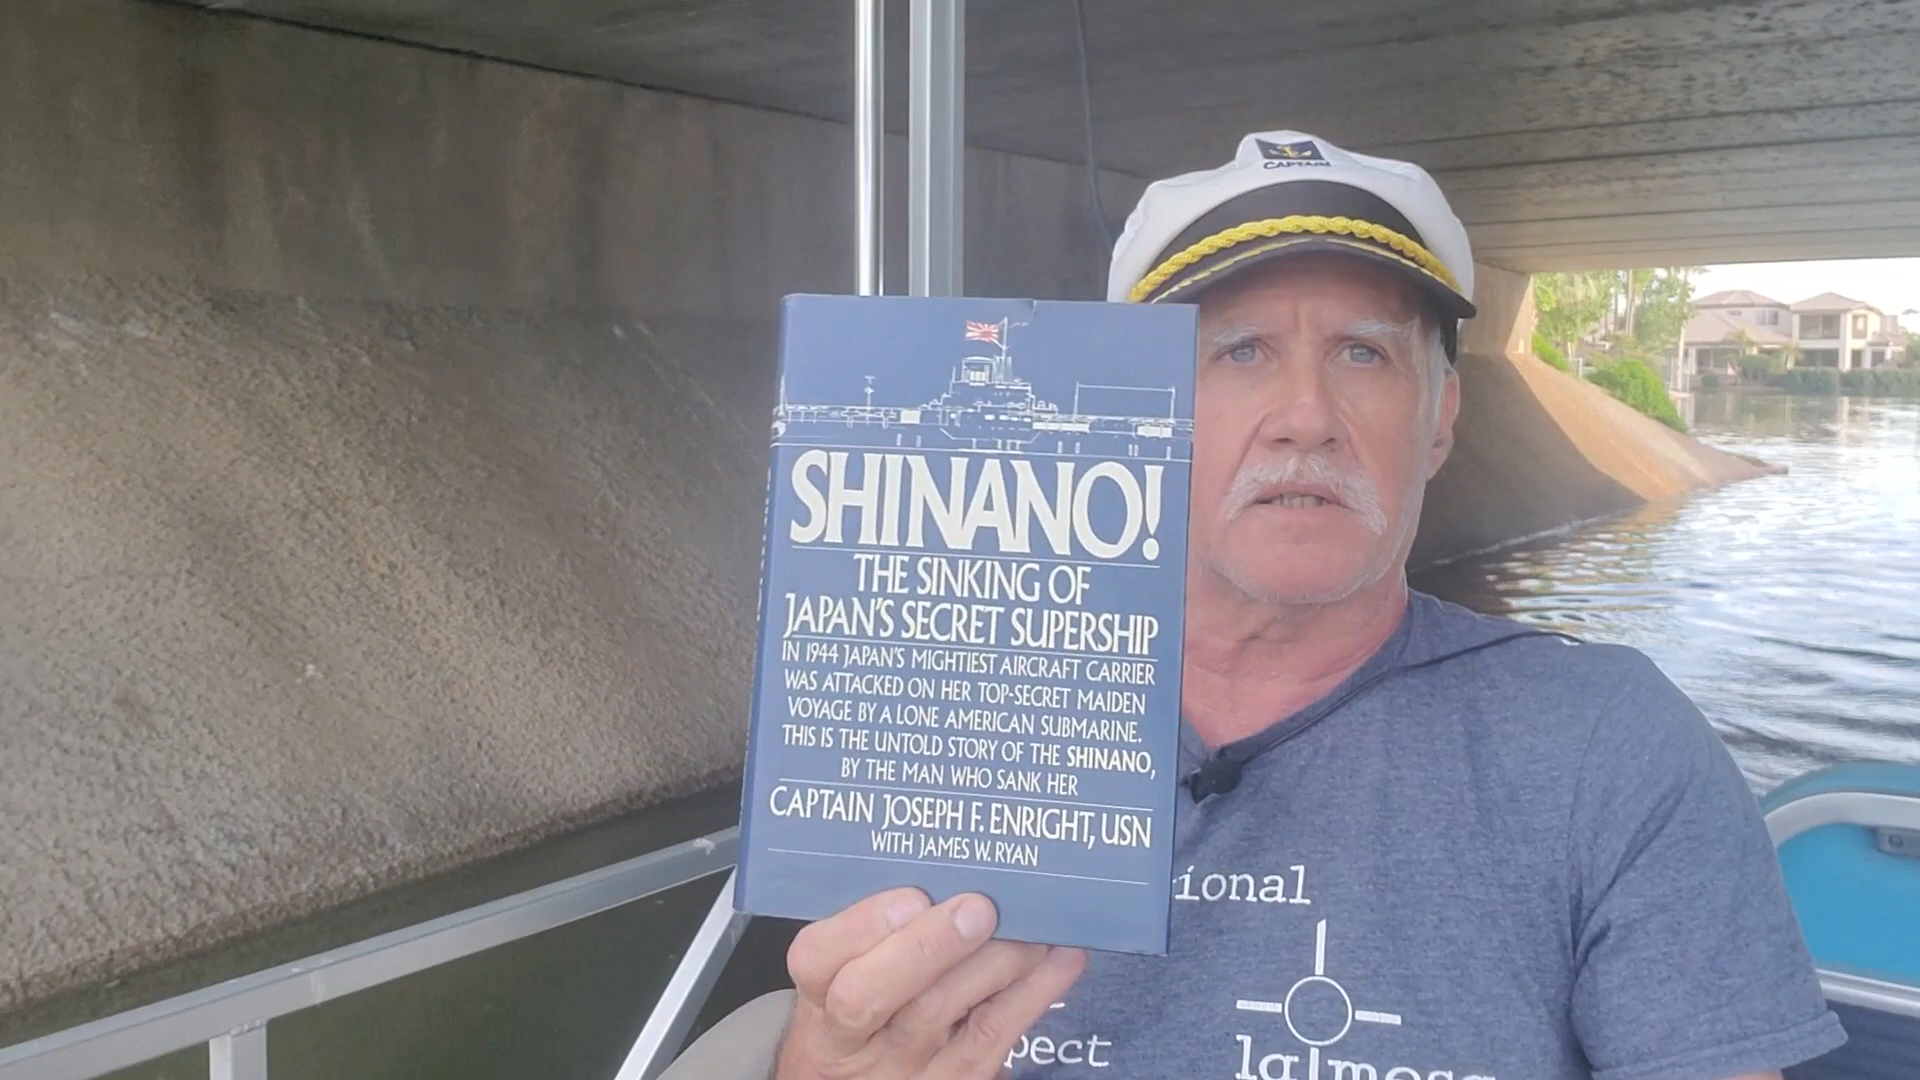 CAPTAIN
SHINANO!
THE SINKING OF
JAPAN'S SECRET SUPERSHIP
IN 1944 JAPAN'S MIGHTIEST AIRCRAFT CARRIER
WAS ATTACKED ON HER TOP-SECRET MAIDEN
VOYAGE BY A LONE AMERICAN SUBMARINE.
THIS IS THE UNTOLD STORY OF THE SHINANO,
BY THE MAN WHO SANK HER
CAPTAIN JOSEPH F. ENRIGHT, USN
WITH JAMES W. RYAN
ional
pect